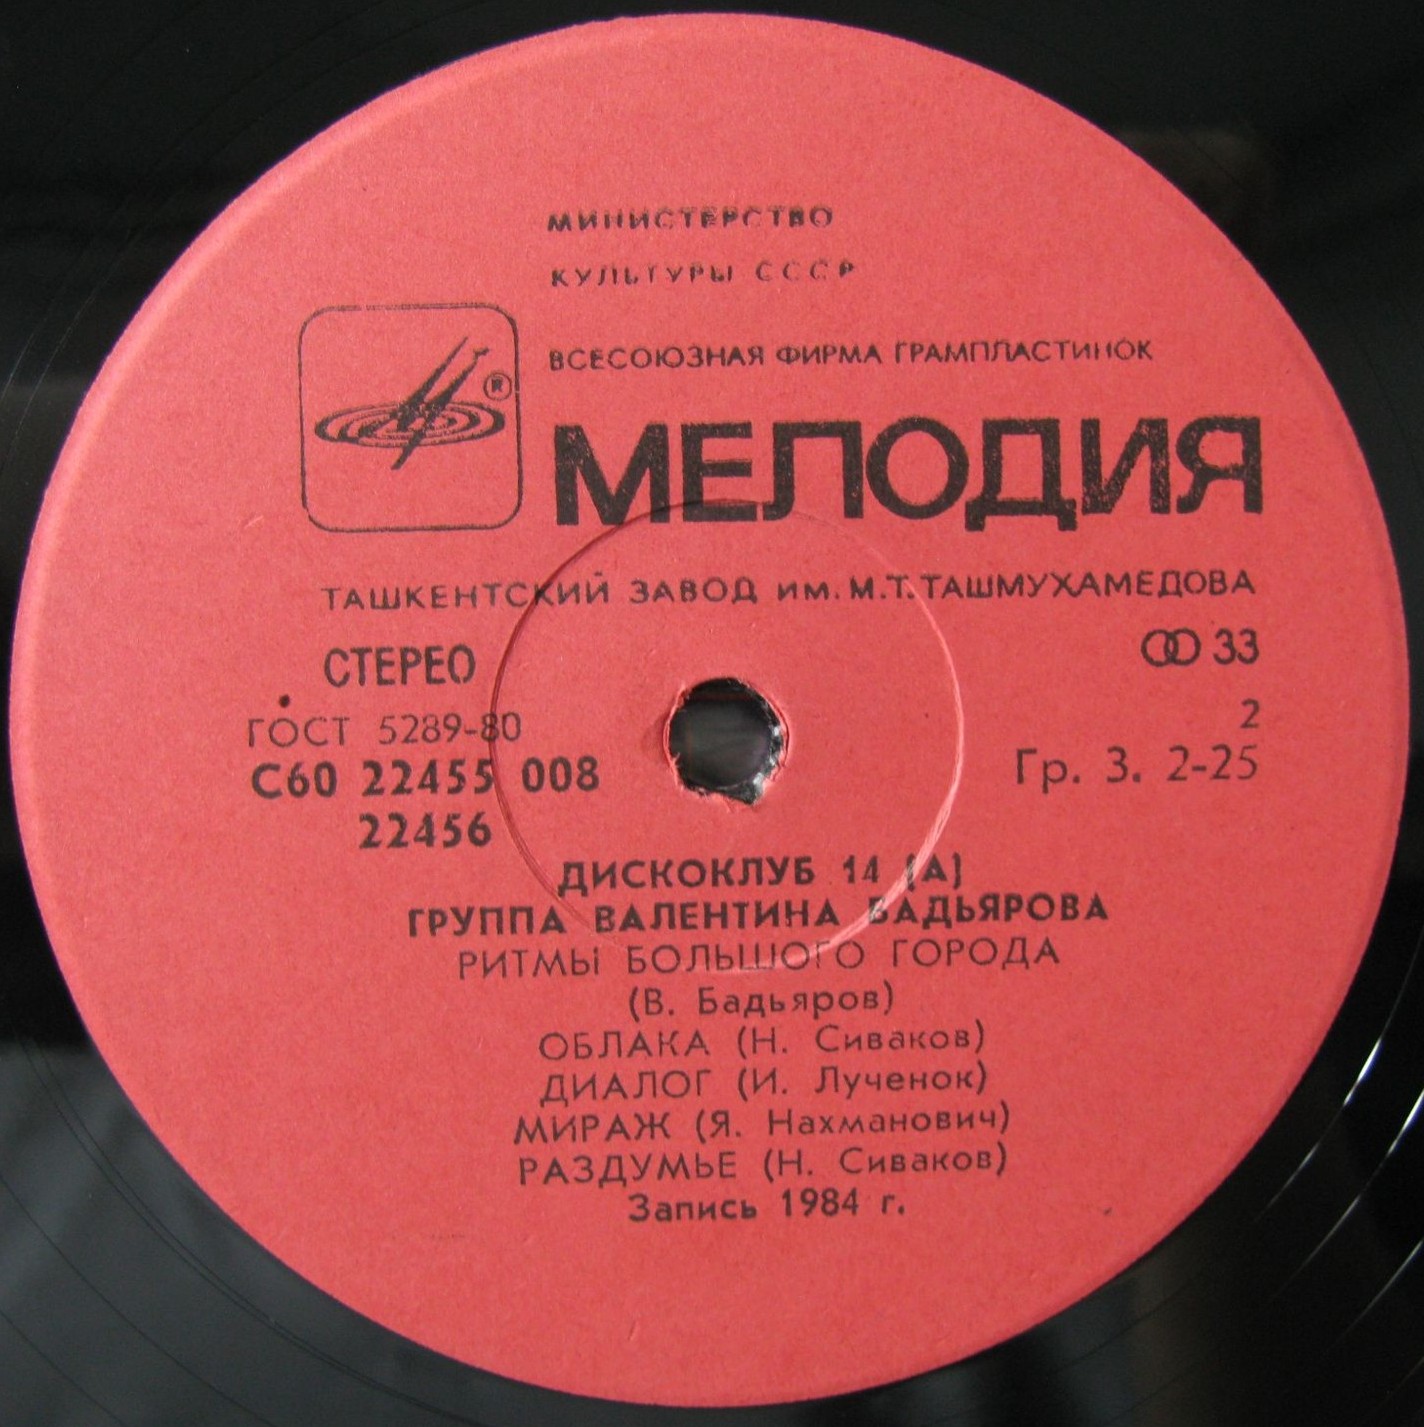 МИНИСТЕРСТВО
КУЛЬТУРЫ СССР
ВСЕСОЮЗНАЯ ФИРМА ГРАМПЛАСТИНОК
®
МЕЛОДИЯ
ТАШКЕНТСКИЙ ЗАВОД им. М.Т. ТАШМУХАМЕДОВА
СТЕРЕО 33
ГОСТ 5289-80 2
С60 22455 008 Гр. 3. 2-25
22456
ДИСКОКЛУБ 14 (А)
ГРУППА ВАЛЕНТИНА БАДЬЯРОВА
РИТМЫ БОЛЬШОГО ГОРОДА
(В. Бадьяров)
ОБЛАКА (Н. Сиваков)
ДИАЛОГ (И. Лученок)
МИРАЖ (Я. Нахманович)
РАЗДУМЬЕ (Н. Сиваков)
Запись 1984 г.